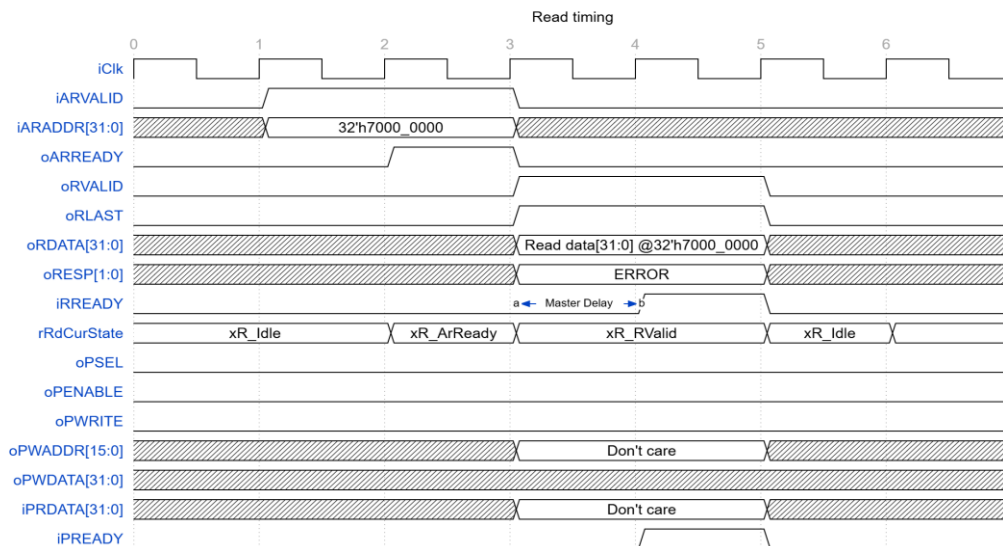 Read timing
0 1 2 3 4 5 6
iClk
iARVALID
iARADDR[31:0] 32'h7000_0000
oARREADY
oRVALID
oRLAST
oRDATA[31:0] Read data[31:0] @32'h7000_0000
oRESP[1:0] ERROR
iRREADY a Master Delay b
rRdCurState xR_Idle xR_ArReady xR_RValid xR_Idle
oPSEL
oPENABLE
oPWRITE
oPWADDR[15:0] Don't care
oPWDATA[31:0]
iPRDATA[31:0] Don't care
iPREADY